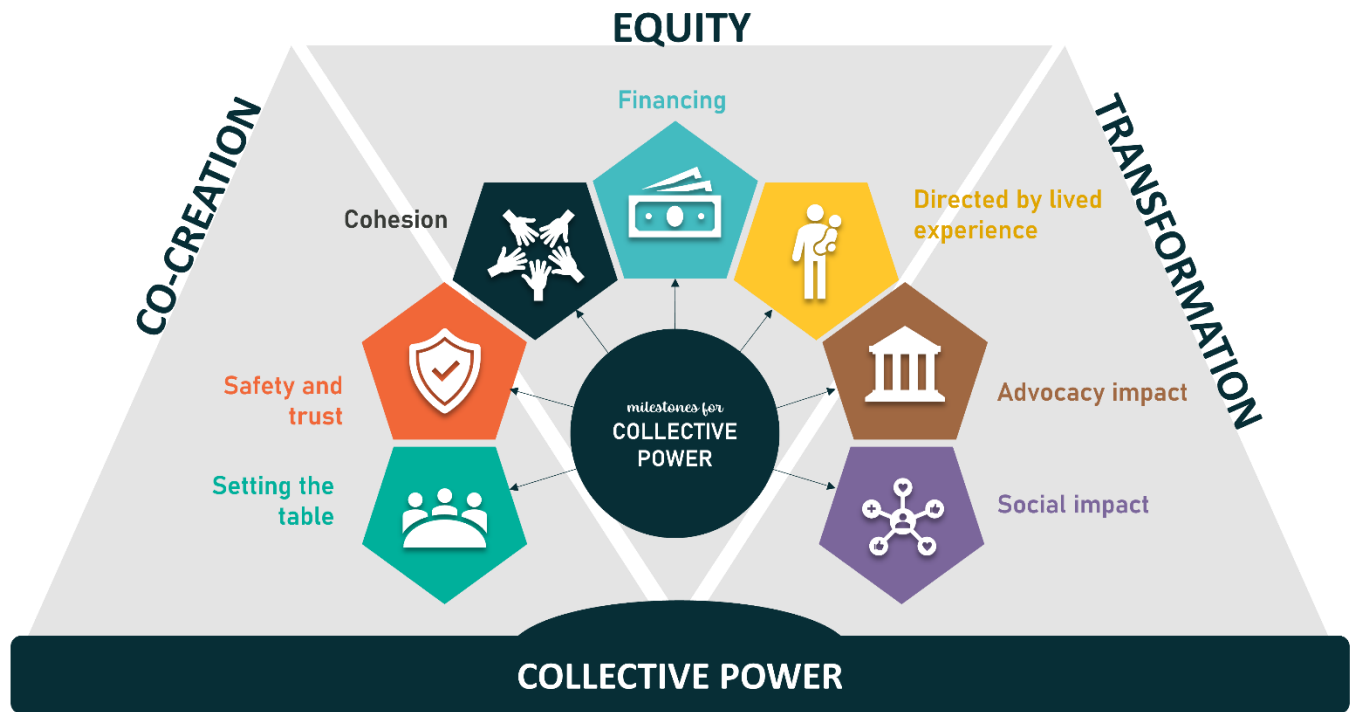 EQUITY
CO-CREATION
TRANSFORMATION
Financing
Cohesion
Directed by lived
experience
Safety and
trust
Advocacy impact
Setting the
table
Social impact
milestones for
COLLECTIVE
POWER
COLLECTIVE POWER